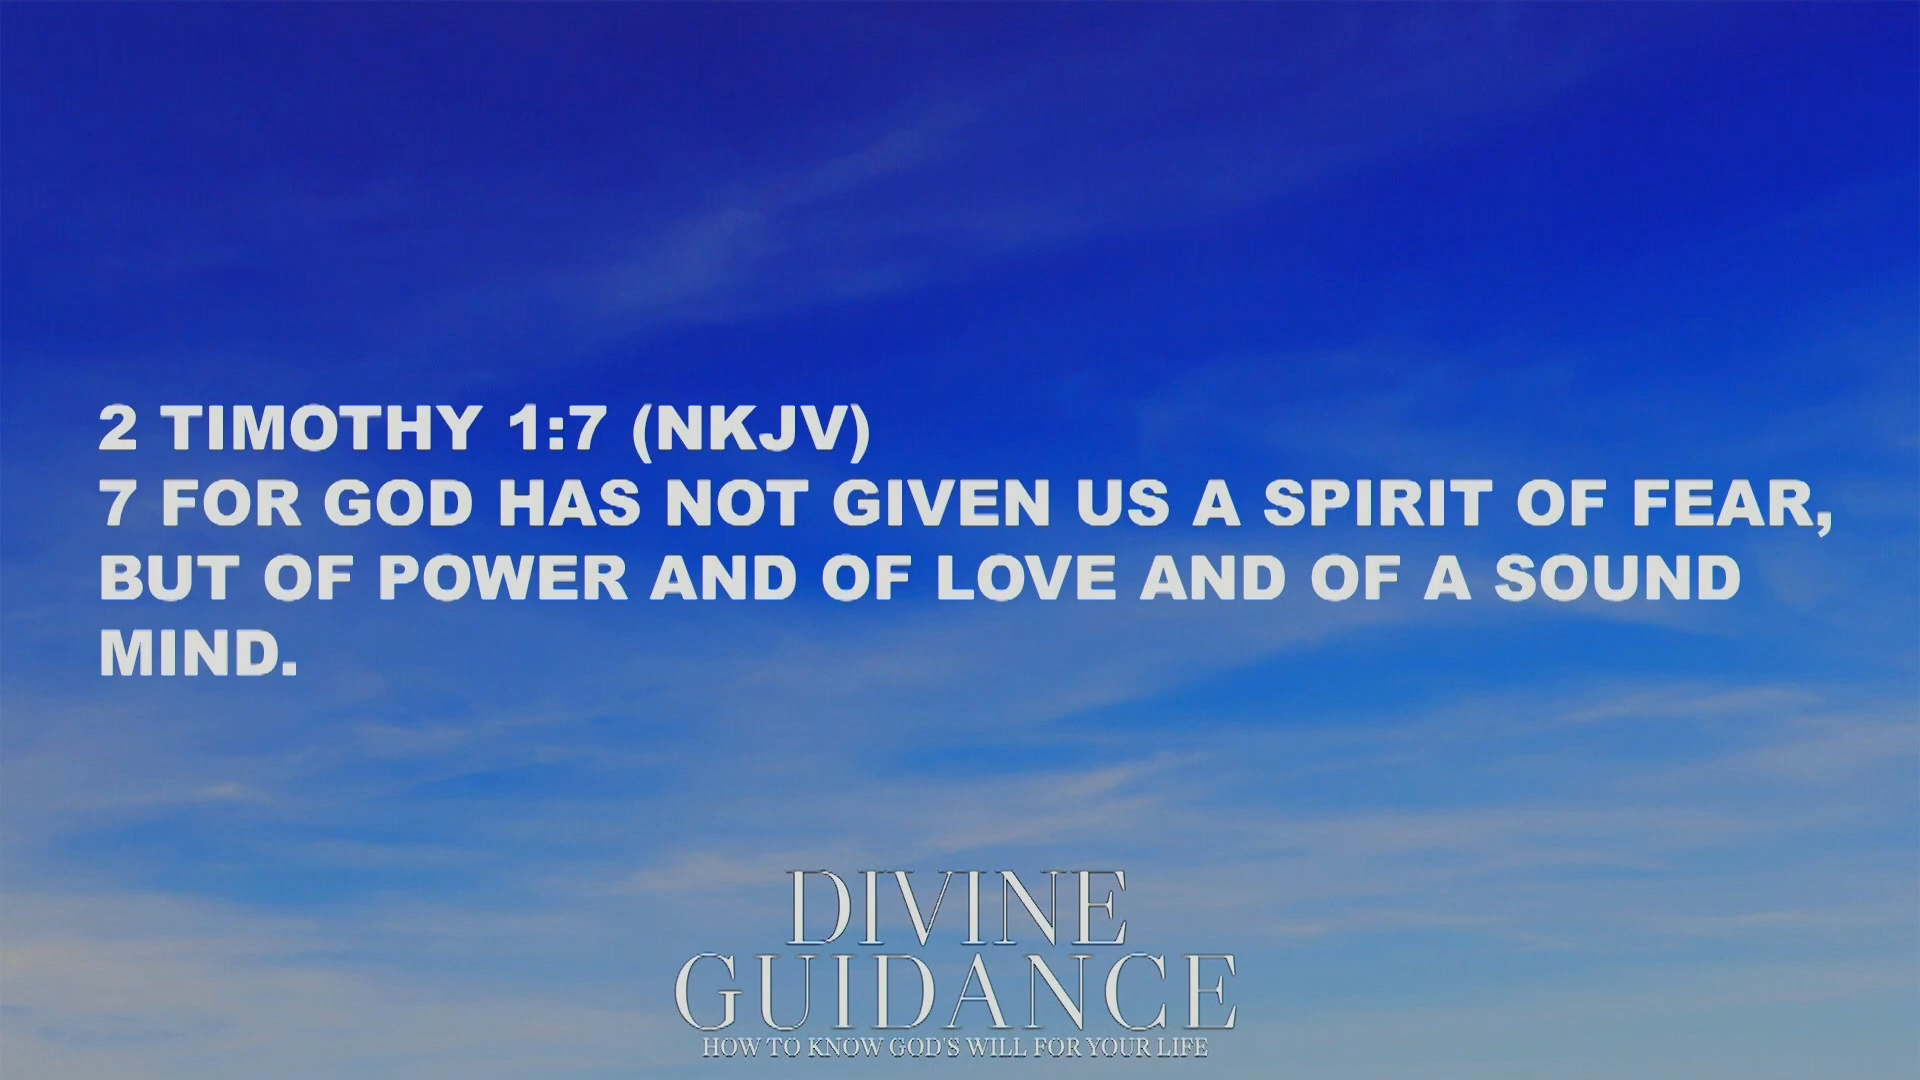 2 TIMOTHY 1:7 (NKJV)
7 FOR GOD HAS NOT GIVEN US A SPIRIT OF FEAR,
BUT OF POWER AND OF LOVE AND OF A SOUND
MIND.
DIVINE
GUIDANCE
HOW TO KNOW GOD'S WILL FOR YOUR LIFE